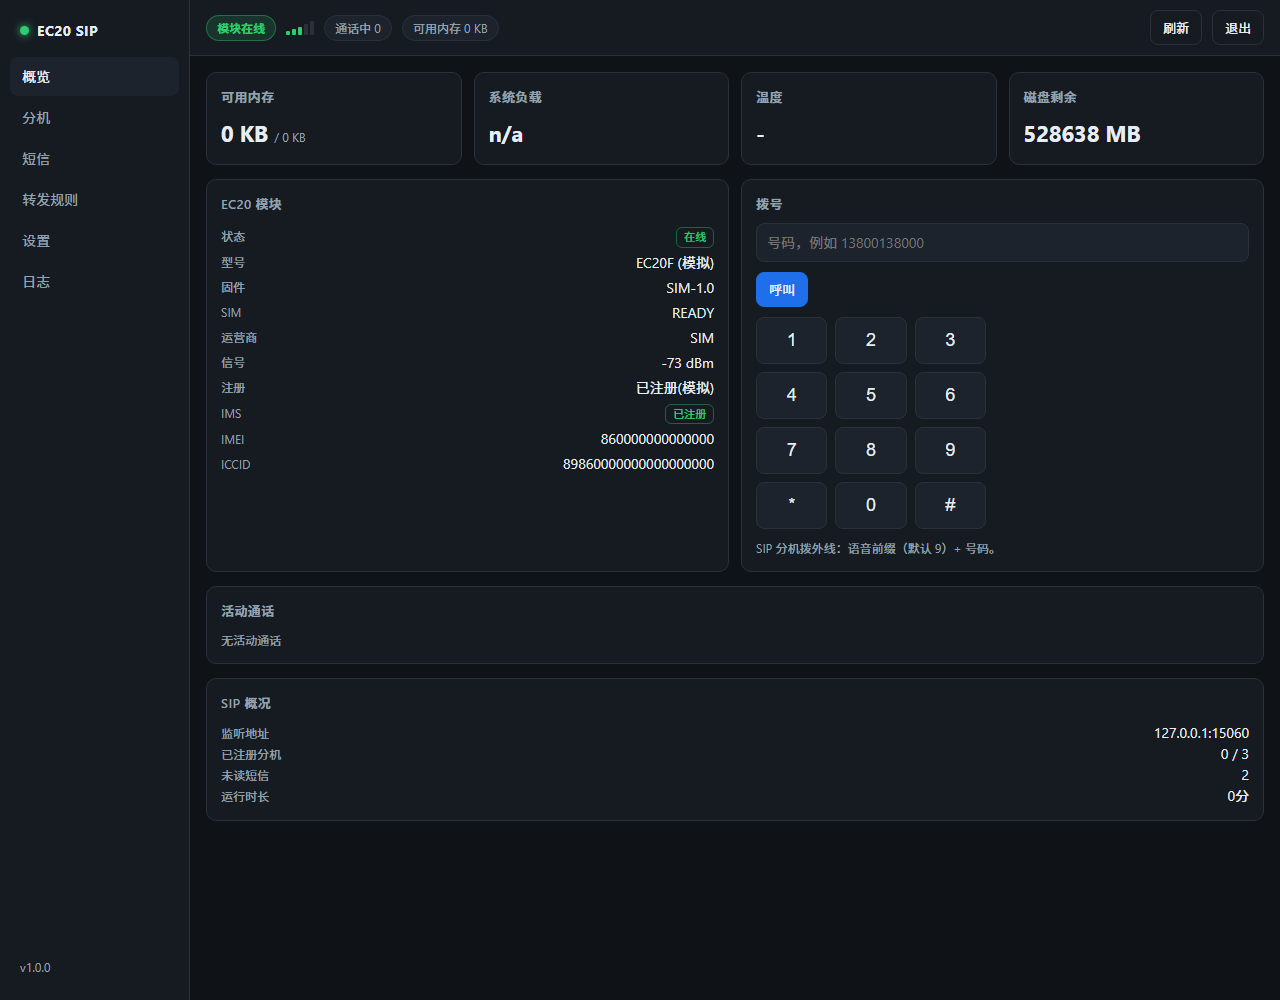 EC20 SIP
概览
分机
短信
转发规则
设置
日志
v1.0.0
模块在线
通话中 0
可用内存 0 KB
刷新
退出
可用内存
0 KB / 0 KB
系统负载
n/a
温度
-
磁盘剩余
528638 MB
EC20 模块
状态 在线
型号 EC20F (模拟)
固件 SIM-1.0
SIM READY
运营商 SIM
信号 -73 dBm
注册 已注册(模拟)
IMS 已注册
IMEI 860000000000000
ICCID 89860000000000000000
拨号
号码，例如 13800138000
呼叫
1 2 3
4 5 6
7 8 9
* 0 #
SIP 分机拨外线：语音前缀（默认 9）+ 号码。
活动通话
无活动通话
SIP 概况
监听地址 127.0.0.1:15060
已注册分机 0 / 3
未读短信 2
运行时长 0分